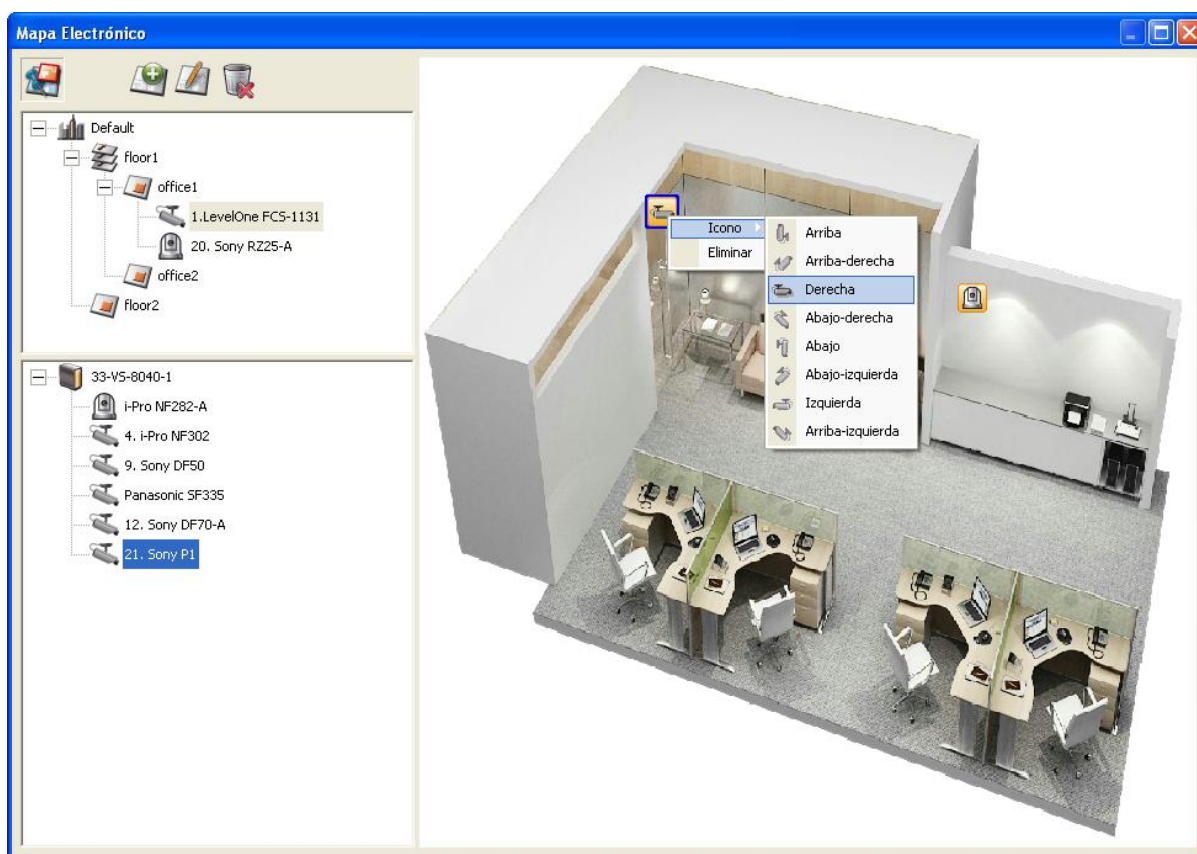 Mapa Electrónico
Default
floor1
office1
1.LevelOne FCS-1131
20. Sony RZ25-A
office2
floor2
33-VS-8040-1
i-Pro NF282-A
4. i-Pro NF302
9. Sony DF50
Panasonic SF335
12. Sony DF70-A
21. Sony P1
Icono
Eliminar
Arriba
Arriba-derecha
Derecha
Abajo-derecha
Abajo
Abajo-izquierda
Izquierda
Arriba-izquierda